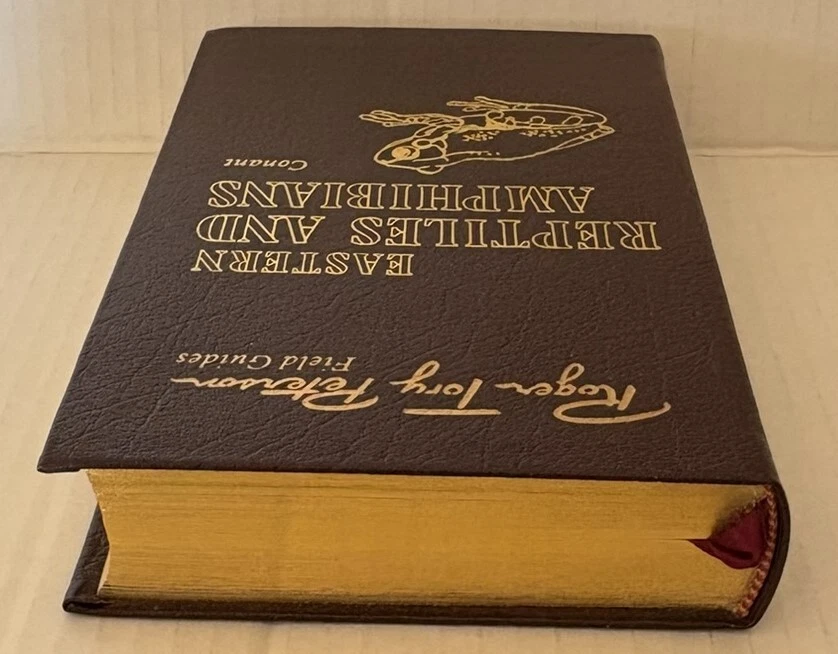 Roger Tory Peterson
Field Guides
EASTERN
REPTILES AND
AMPHIBIANS
Conant